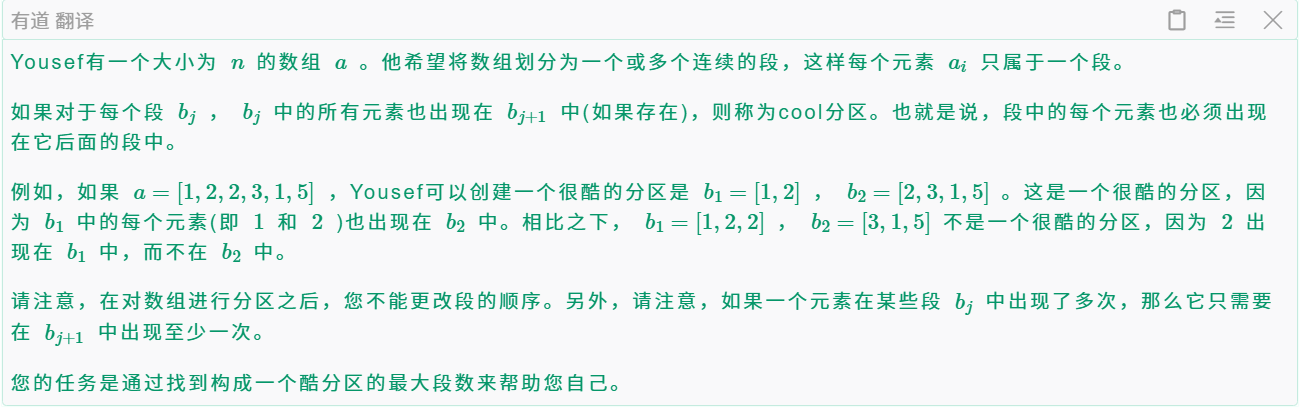 有道 翻译
Yousef有一个大小为 n 的数组 a 。他希望将数组划分为一个或多个连续的段，这样每个元素 a_i 只属于一个段。
如果对于每个段 b_j ， b_j 中的所有元素也出现在 b_{j+1} 中(如果存在)，则称为cool分区。也就是说，段中的每个元素也必须出现
在它后面的段中。
例如，如果 a = [1, 2, 2, 3, 1, 5] ，Yousef可以创建一个很酷的分区是 b_1 = [1, 2] ， b_2 = [2, 3, 1, 5] 。这是一个很酷的分区，因
为 b_1 中的每个元素(即 1 和 2 )也出现在 b_2 中。相比之下， b_1 = [1, 2, 2] ， b_2 = [3, 1, 5] 不是一个很酷的分区，因为 2 出
现在 b_1 中，而不在 b_2 中。
请注意，在对数组进行分区之后，您不能更改段的顺序。另外，请注意，如果一个元素在某些段 b_j 中出现了多次，那么它只需要
在 b_{j+1} 中出现至少一次。
您的任务是通过找到构成一个酷分区的最大段数来帮助您自己。